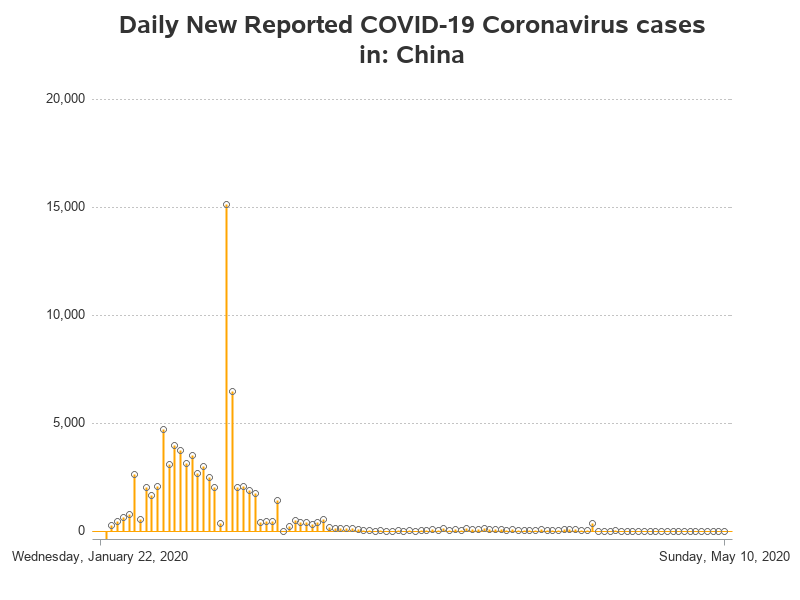 Daily New Reported COVID-19 Coronavirus cases
in: China
20,000
15,000
10,000
5,000
0
Wednesday, January 22, 2020
Sunday, May 10, 2020